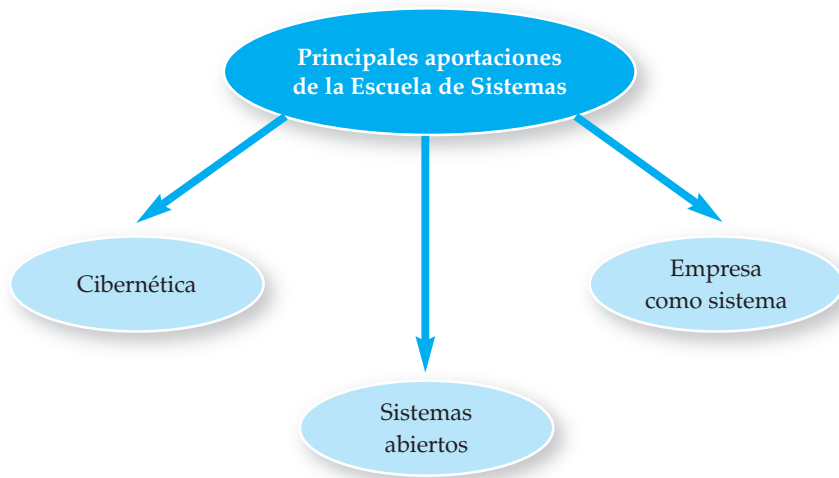 Principales aportaciones
de la Escuela de Sistemas
Cibernética
Empresa
como sistema
Sistemas
abiertos